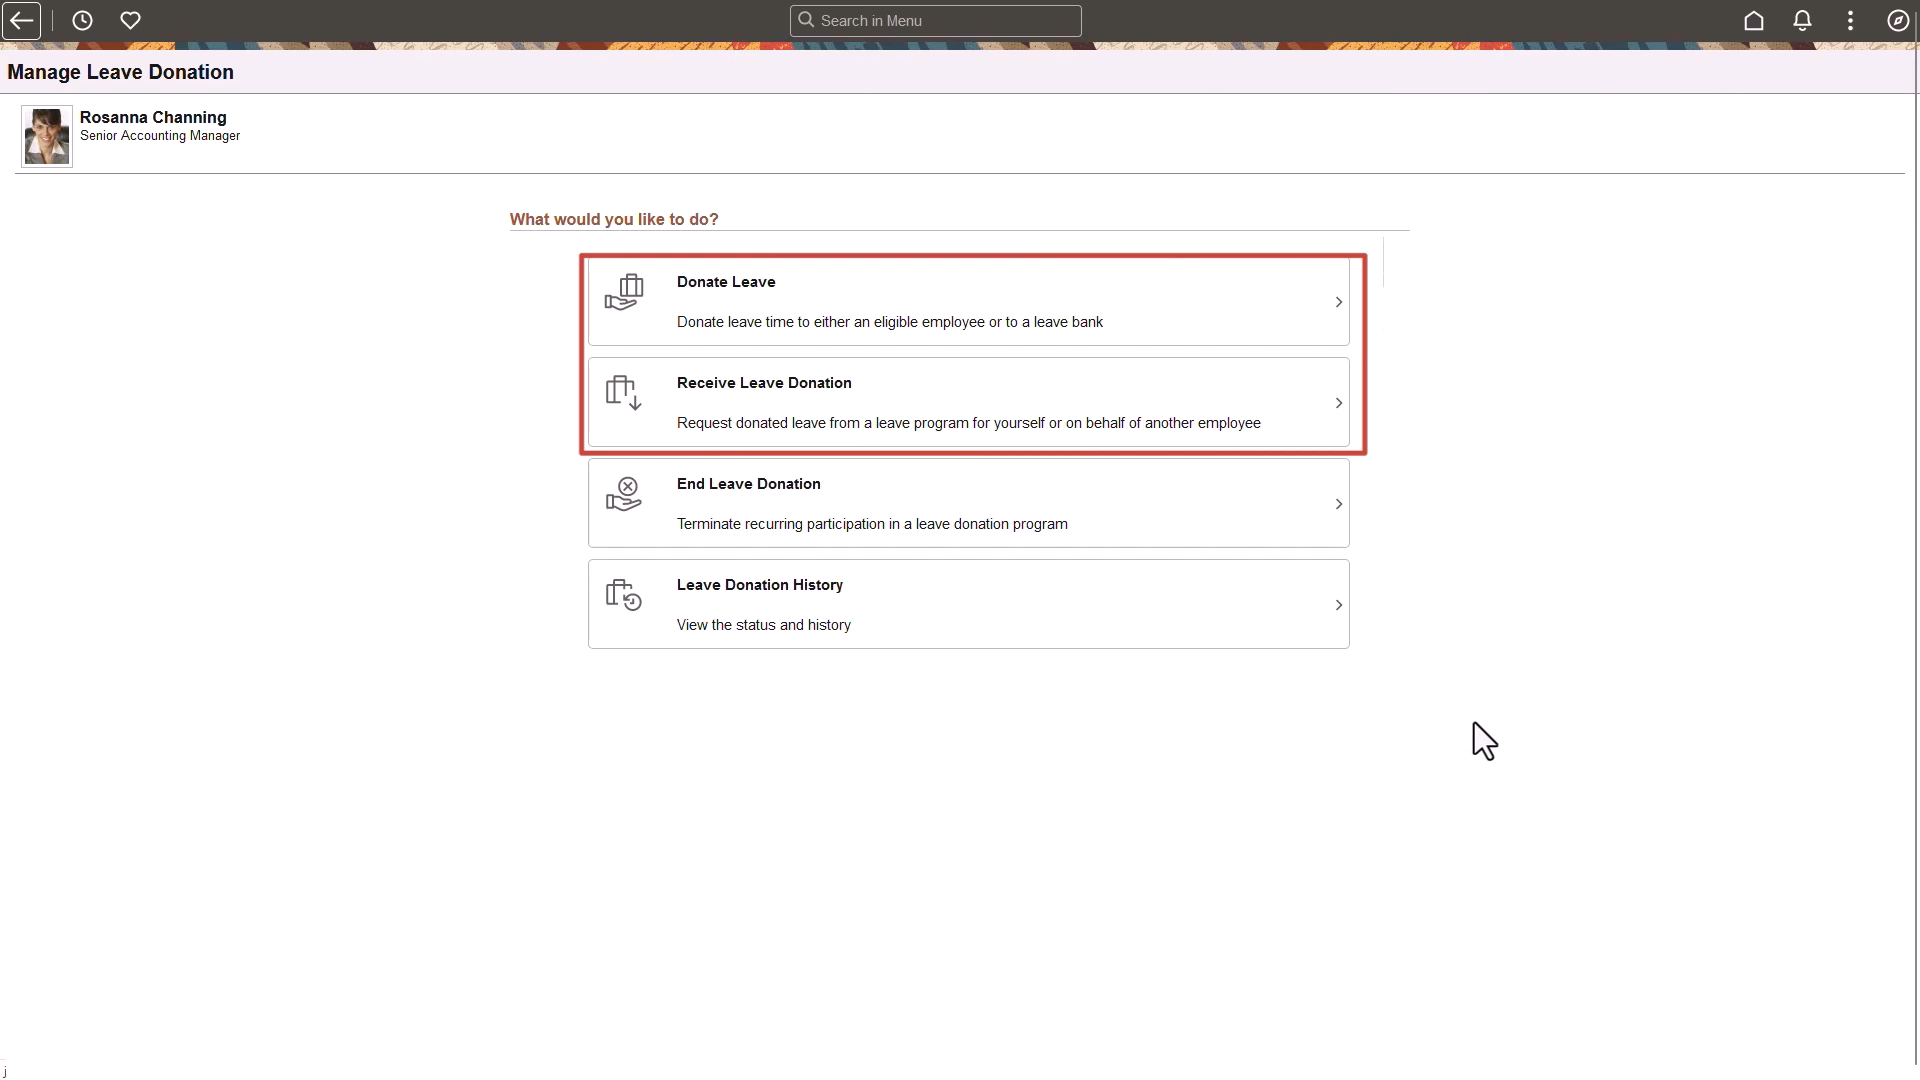 Search in Menu
Manage Leave Donation
Rosanna Channing
Senior Accounting Manager
What would you like to do?
Donate Leave
Donate leave time to either an eligible employee or to a leave bank
Receive Leave Donation
Request donated leave from a leave program for yourself or on behalf of another employee
End Leave Donation
Terminate recurring participation in a leave donation program
Leave Donation History
View the status and history
j